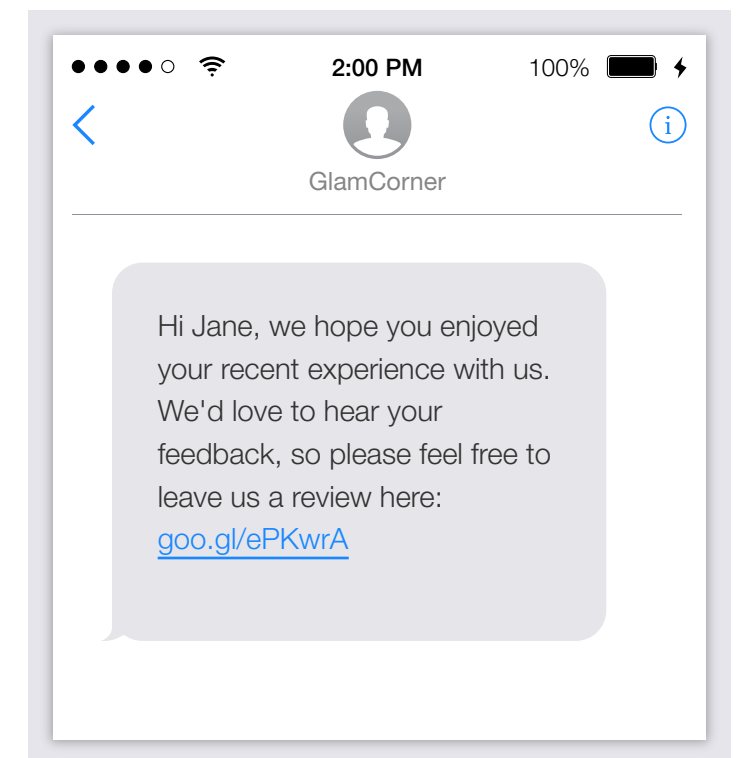 2:00 PM 100%
i
GlamCorner
Hi Jane, we hope you enjoyed
your recent experience with us.
We'd love to hear your
feedback, so please feel free to
leave us a review here:
goo.gl/ePKwrA